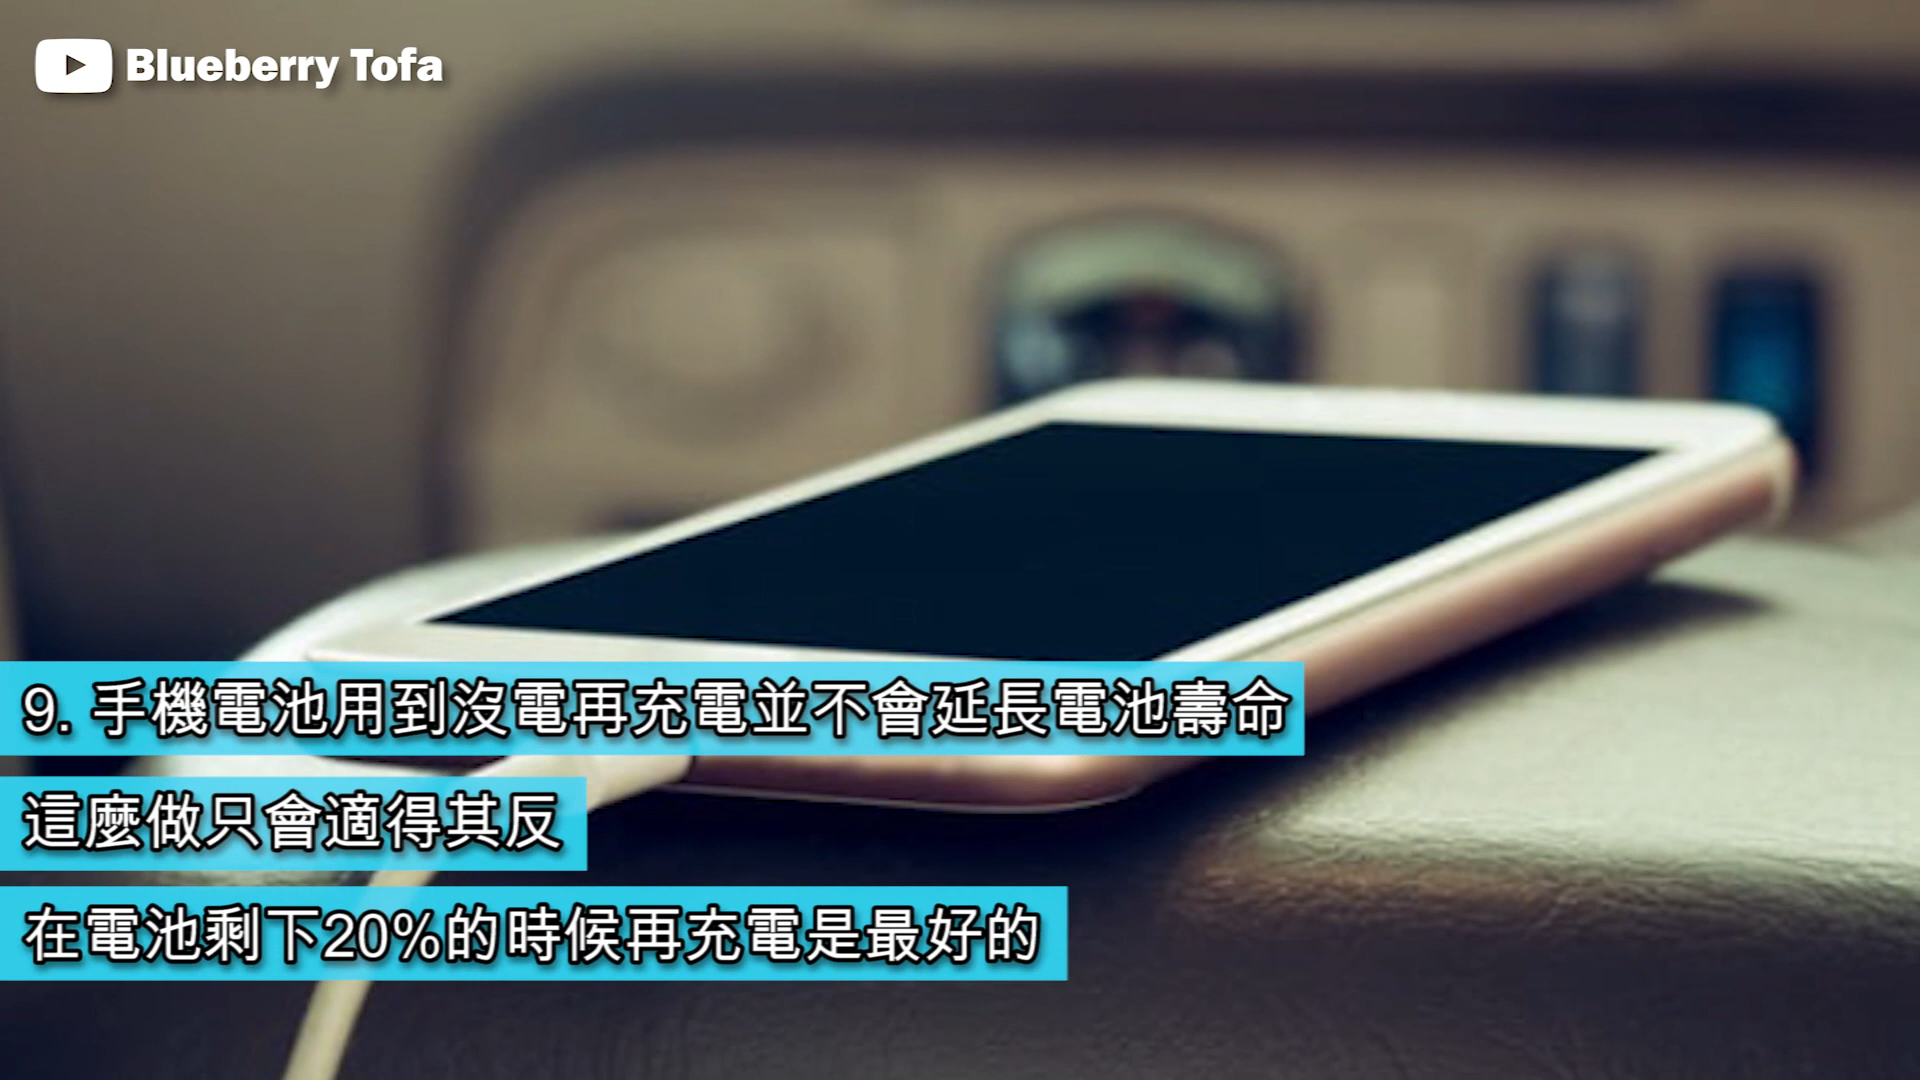 Blueberry Tofa
9. 手機電池用到沒電再充電並不會延長電池壽命
這麼做只會適得其反
在電池剩下20%的時候再充電是最好的